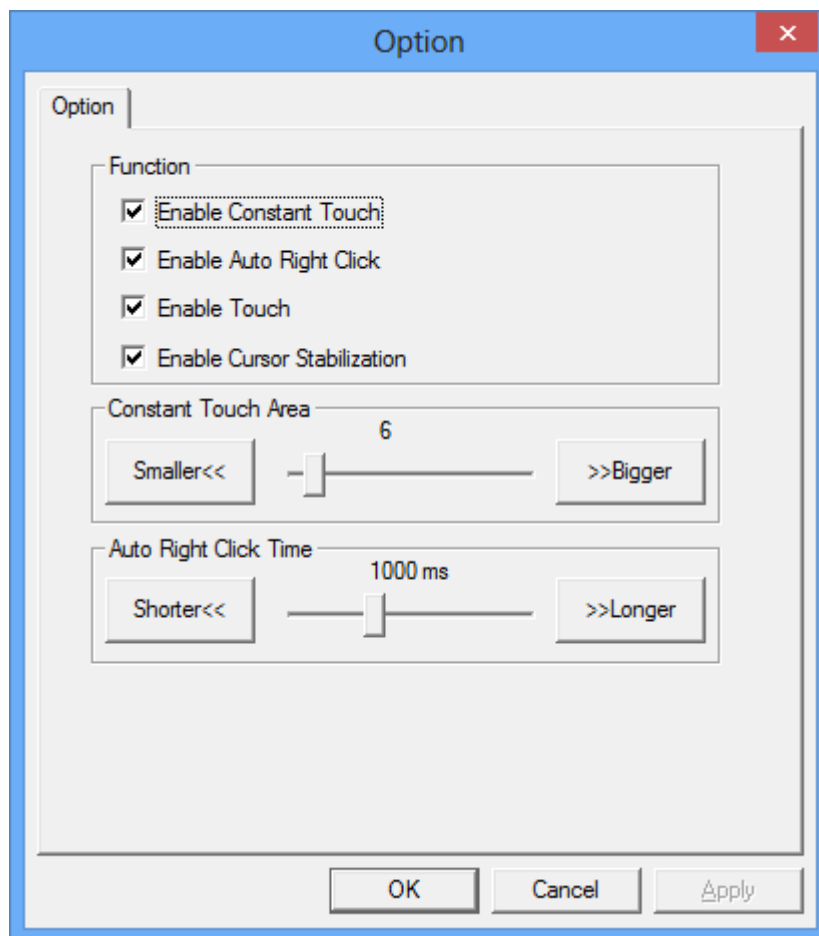 Option
Option
Function
Enable Constant Touch
Enable Auto Right Click
Enable Touch
Enable Cursor Stabilization
Constant Touch Area
6
Smaller<< >>Bigger
Auto Right Click Time
1000 ms
Shorter<< >>Longer
OK Cancel Apply